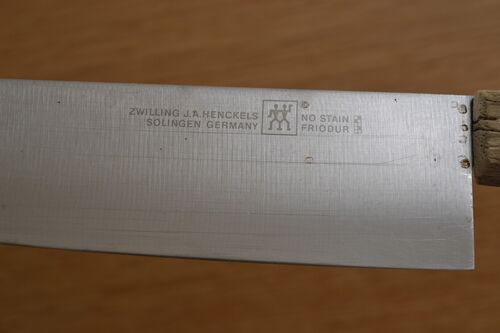 ZWILLING J.A.HENCKELS
SOLINGEN GERMANY
©
NO STAIN
FRIODUR